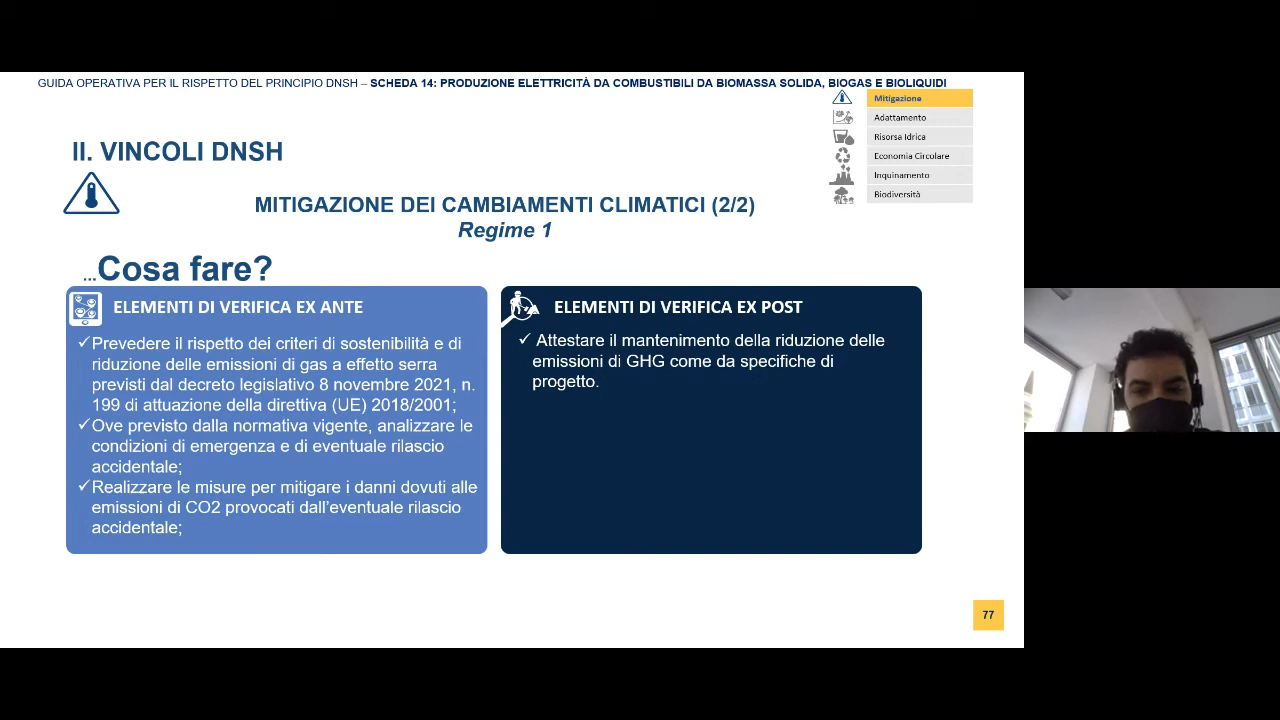 GUIDA OPERATIVA PER IL RISPETTO DEL PRINCIPIO DNSH – SCHEDA 14: PRODUZIONE ELETTRICITÀ DA COMBUSTIBILI DA BIOMASSA SOLIDA, BIOGAS E BIOLIQUIDI
Mitigazione
Adattamento
Risorsa Idrica
Economia Circolare
Inquinamento
Biodiversità
II. VINCOLI DNSH
MITIGAZIONE DEI CAMBIAMENTI CLIMATICI (2/2)
Regime 1
...Cosa fare?
ELEMENTI DI VERIFICA EX ANTE
✓Prevedere il rispetto dei criteri di sostenibilità e di
riduzione delle emissioni di gas a effetto serra
previsti dal decreto legislativo 8 novembre 2021, n.
199 di attuazione della direttiva (UE) 2018/2001;
✓Ove previsto dalla normativa vigente, analizzare le
condizioni di emergenza e di eventuale rilascio
accidentale;
✓Realizzare le misure per mitigare i danni dovuti alle
emissioni di CO2 provocati dall'eventuale rilascio
accidentale;
ELEMENTI DI VERIFICA EX POST
✓ Attestare il mantenimento della riduzione delle
emissioni di GHG come da specifiche di
progetto.
77